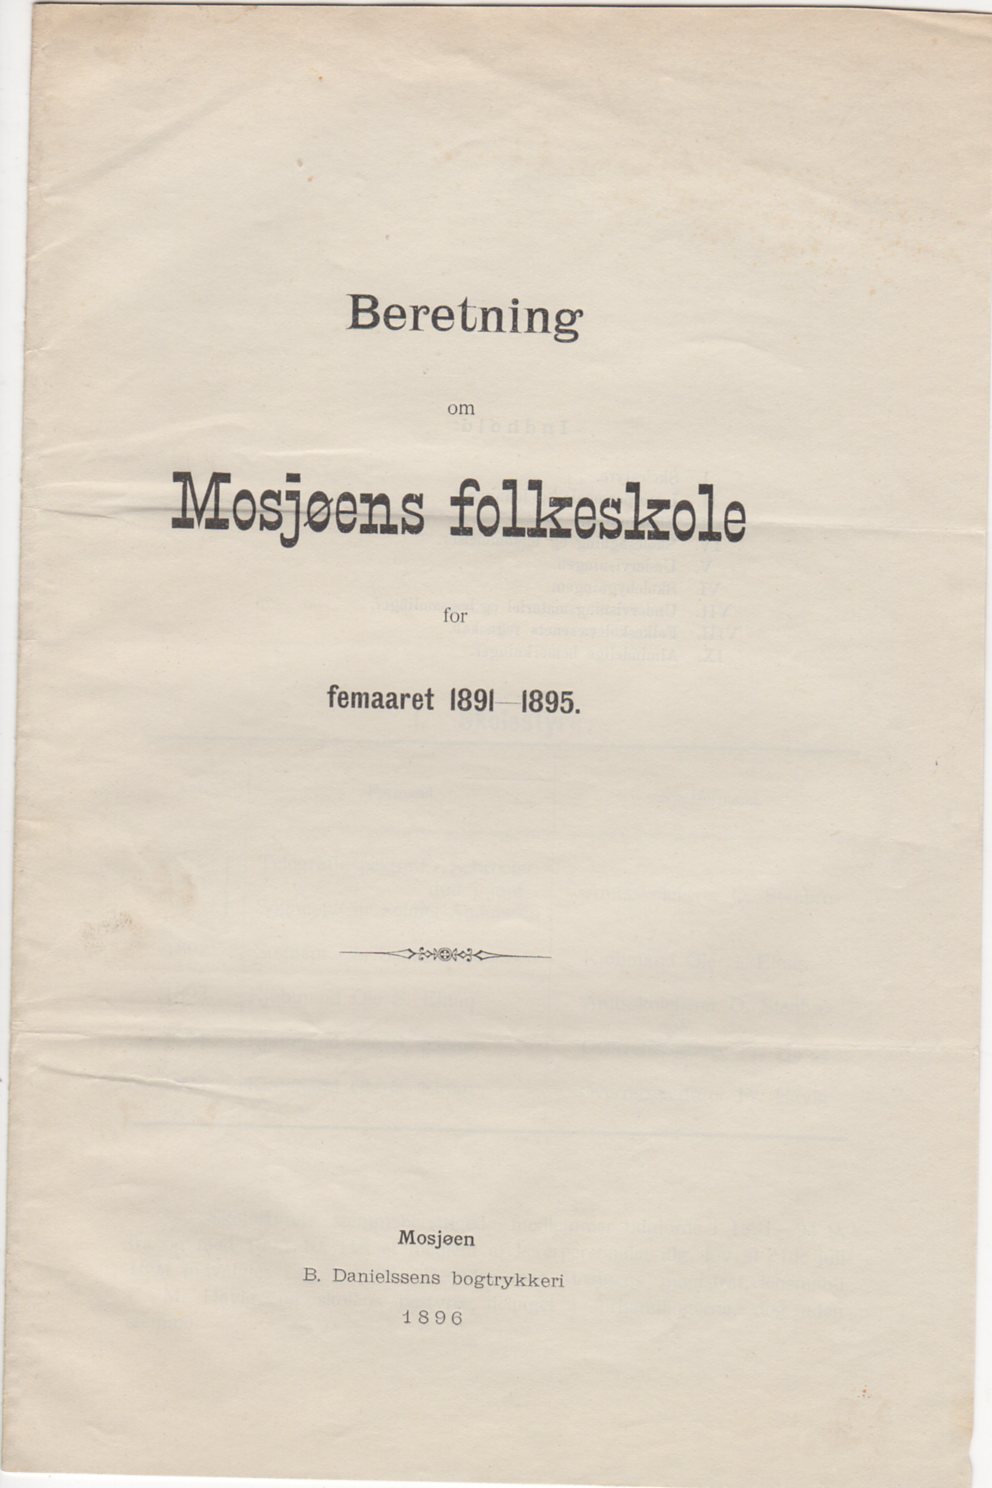 Beretning
om
Mosjøens folkeskole
for
femaaret 1891—1895.
Mosjøen
B. Danielssens bogtrykkeri
1896